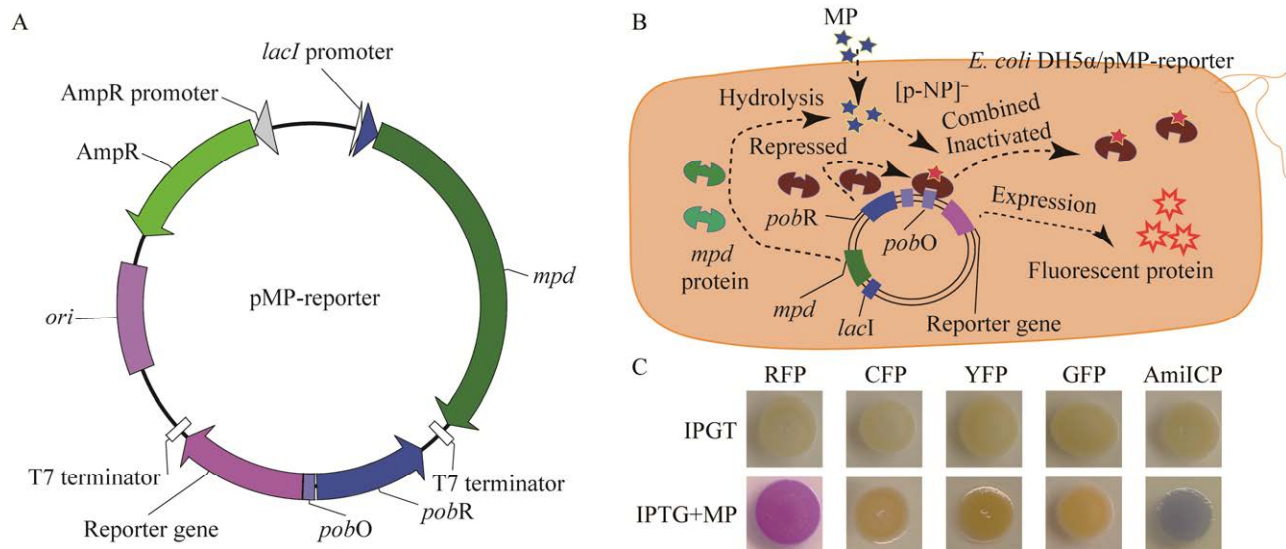 A
lacI promoter
AmpR promoter
AmpR
mpd
pMP-reporter
ori
T7 terminator
T7 terminator
Reporter gene
pobO
pobR
B
MP
E. coli DH5α/pMP-reporter
[p-NP]⁻
Hydrolysis
Combined
Inactivated
Repressed
pobR
pobO
Expression
mpd
protein
Fluorescent protein
mpd
lacI
Reporter gene
C
RFP CFP YFP GFP AmiICP
IPGT
IPTG+MP